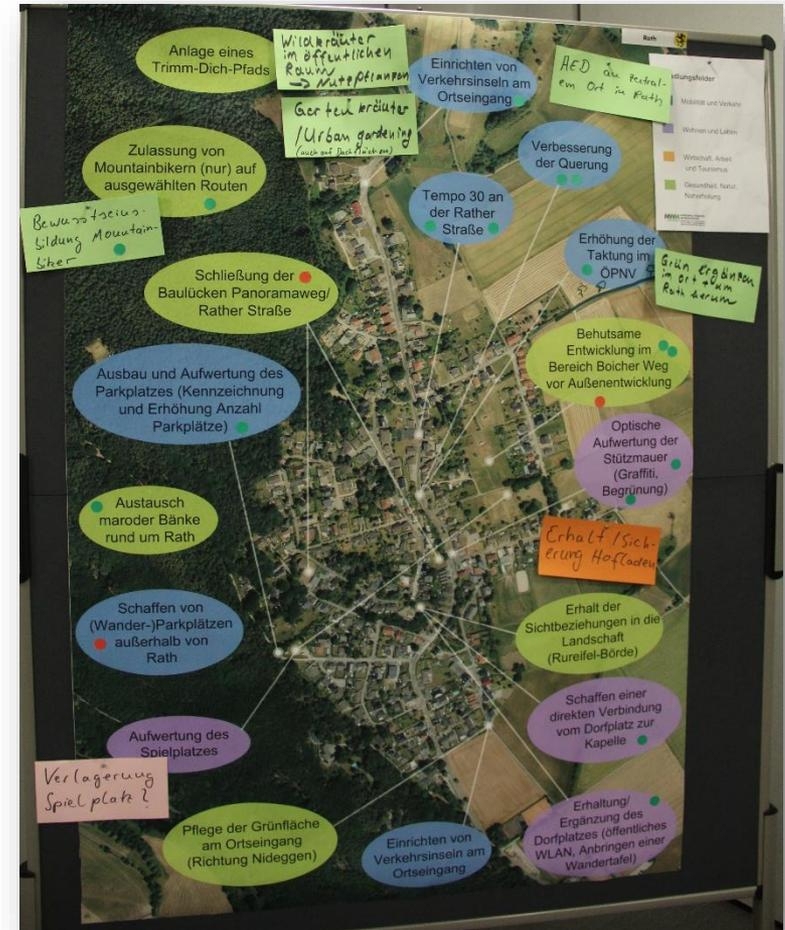 Rath
Handlungsfelder
Mobilität und Verkehr
Wohnen und Leben
Wirtschaft, Arbeit
und Tourismus
Gesundheit, Natur,
Naherholung
Anlage eines
Trimm-Dich-Pfads
Wildkräuter
im öffentlichen
Raum
→ Nutzpflanzen
Gartenkräuter
/Urban gardening
(auch auf Dachflächen)
Einrichten von
Verkehrsinseln am
Ortseingang
AED an zentral-
em Ort in Rath
Zulassung von
Mountainbikern (nur) auf
ausgewählten Routen
Verbesserung
der Querung
Tempo 30 an
der Rather
Straße
Bewusstseins-
bildung Mountain-
biker
Erhöhung der
Taktung im
ÖPNV
Grün ergänzen
im Ort + um
Rath herum
Schließung der
Baulücken Panoramaweg/
Rather Straße
Behutsame
Entwicklung im
Bereich Boicher Weg
vor Außenentwicklung
Ausbau und Aufwertung des
Parkplatzes (Kennzeichnung
und Erhöhung Anzahl
Parkplätze)
Optische
Aufwertung der
Stützmauer
(Graffiti,
Begrünung)
Austausch
maroder Bänke
rund um Rath
Erhalt/Sich-
erung Hofladen
Schaffen von
(Wander-)Parkplätzen
außerhalb von
Rath
Erhalt der
Sichtbeziehungen in die
Landschaft
(Rureifel-Börde)
Aufwertung des
Spielplatzes
Schaffen einer
direkten Verbindung
vom Dorfplatz zur
Kapelle
Verlagerung
Spielplatz?
Pflege der Grünfläche
am Ortseingang
(Richtung Nideggen)
Einrichten von
Verkehrsinseln am
Ortseingang
Erhaltung/
Ergänzung des
Dorfplatzes (öffentliches
WLAN, Anbringen einer
Wandertafel)